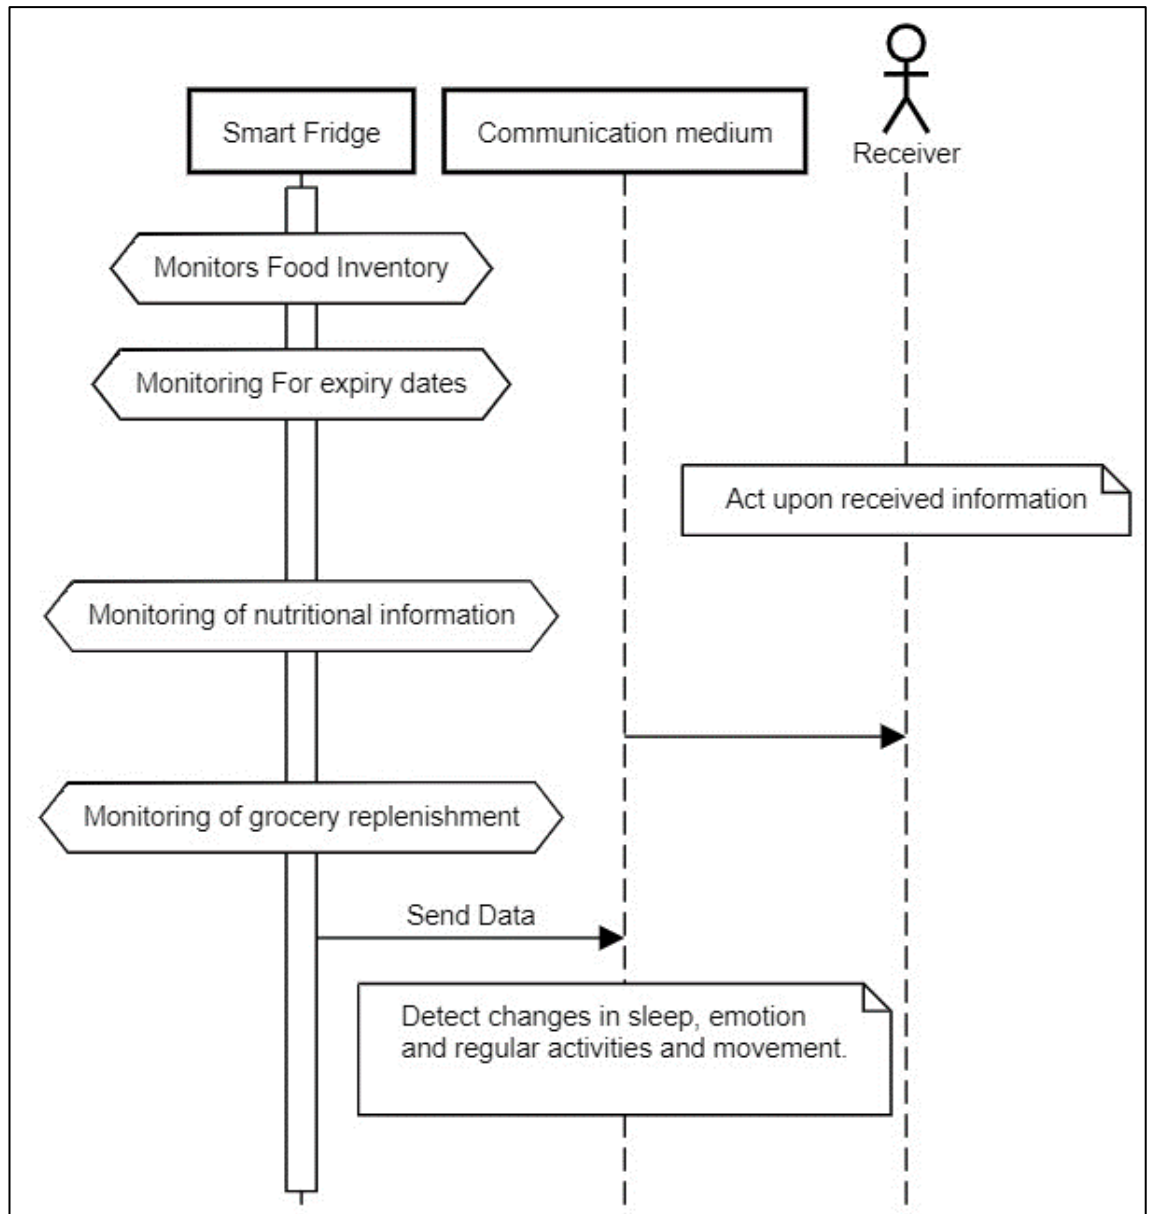 Smart Fridge
Communication medium
Receiver
Monitors Food Inventory
Monitoring For expiry dates
Act upon received information
Monitoring of nutritional information
Monitoring of grocery replenishment
Send Data
Detect changes in sleep, emotion
and regular activities and movement.